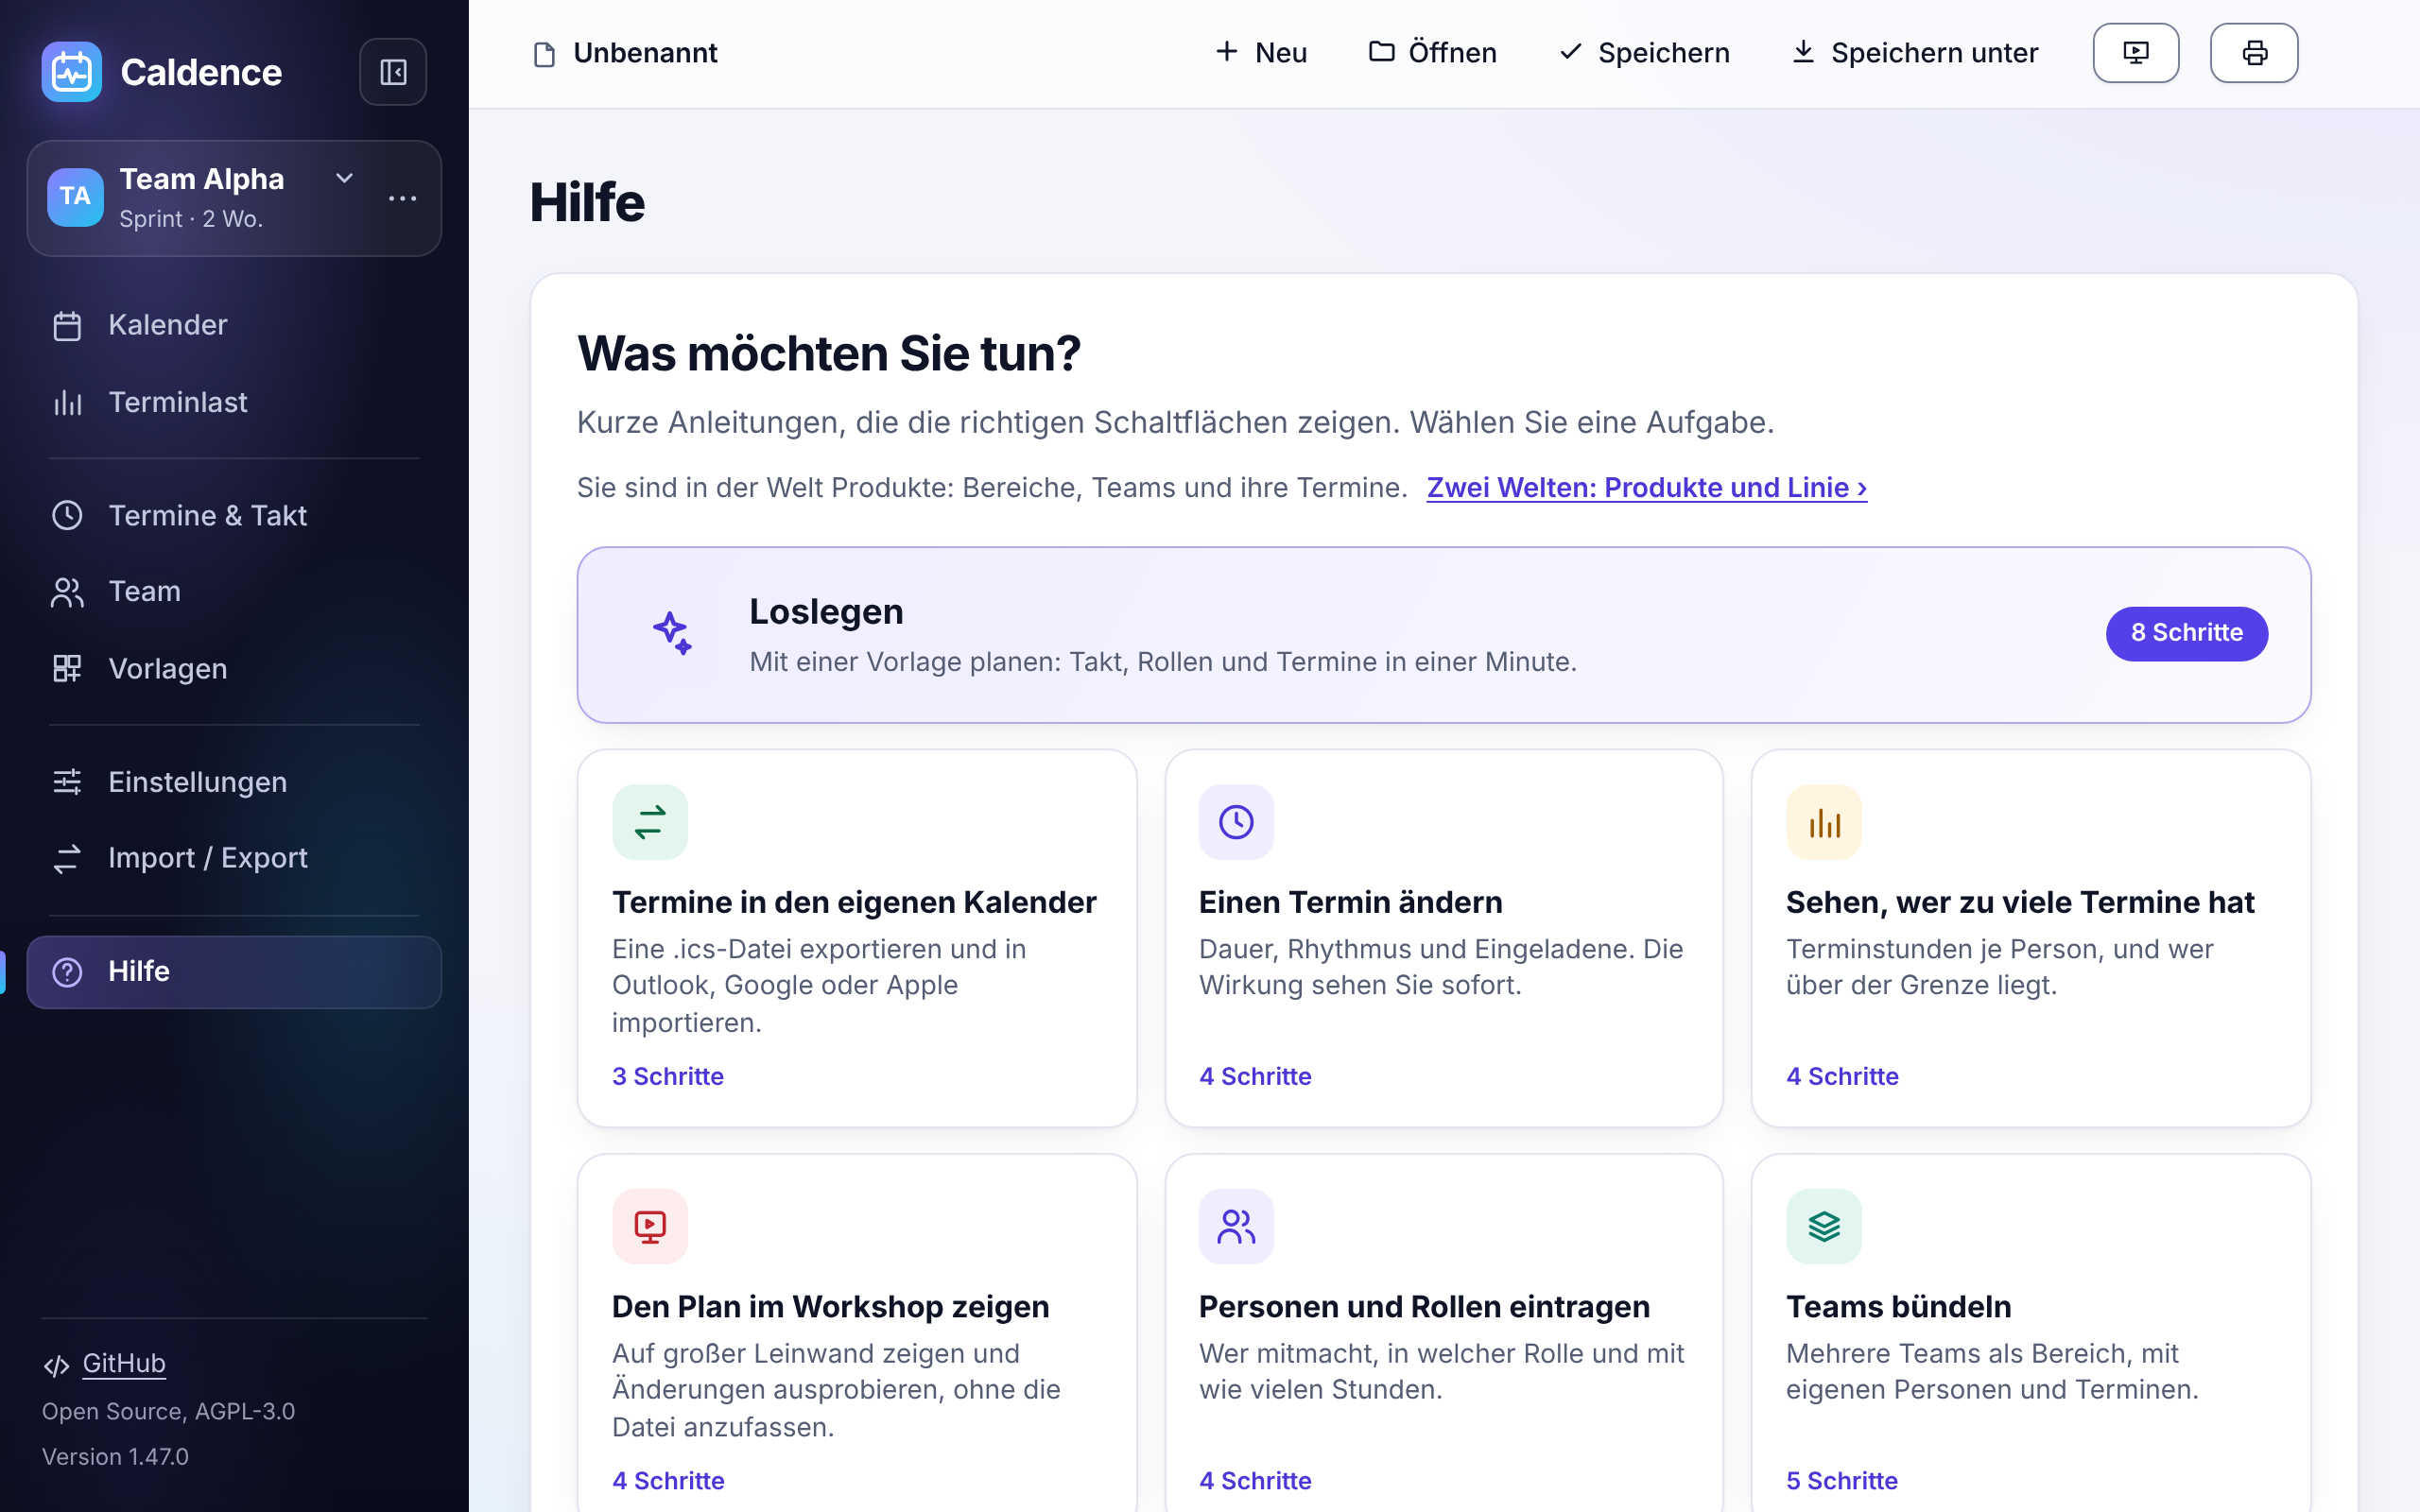 Caldence
TA
Team Alpha
Sprint · 2 Wo.
Kalender
Terminlast
Termine & Takt
Team
Vorlagen
Einstellungen
Import / Export
Hilfe
GitHub
Open Source, AGPL-3.0
Version 1.47.0
Unbenannt
Neu
Öffnen
Speichern
Speichern unter
Hilfe
Was möchten Sie tun?
Kurze Anleitungen, die die richtigen Schaltflächen zeigen. Wählen Sie eine Aufgabe.
Sie sind in der Welt Produkte: Bereiche, Teams und ihre Termine. Zwei Welten: Produkte und Linie ›
Loslegen
Mit einer Vorlage planen: Takt, Rollen und Termine in einer Minute.
8 Schritte
Termine in den eigenen Kalender
Eine .ics-Datei exportieren und in
Outlook, Google oder Apple
importieren.
3 Schritte
Einen Termin ändern
Dauer, Rhythmus und Eingeladene. Die
Wirkung sehen Sie sofort.
4 Schritte
Sehen, wer zu viele Termine hat
Terminstunden je Person, und wer
über der Grenze liegt.
4 Schritte
Den Plan im Workshop zeigen
Auf großer Leinwand zeigen und
Änderungen ausprobieren, ohne die
Datei anzufassen.
4 Schritte
Personen und Rollen eintragen
Wer mitmacht, in welcher Rolle und mit
wie vielen Stunden.
4 Schritte
Teams bündeln
Mehrere Teams als Bereich, mit
eigenen Personen und Terminen.
5 Schritte